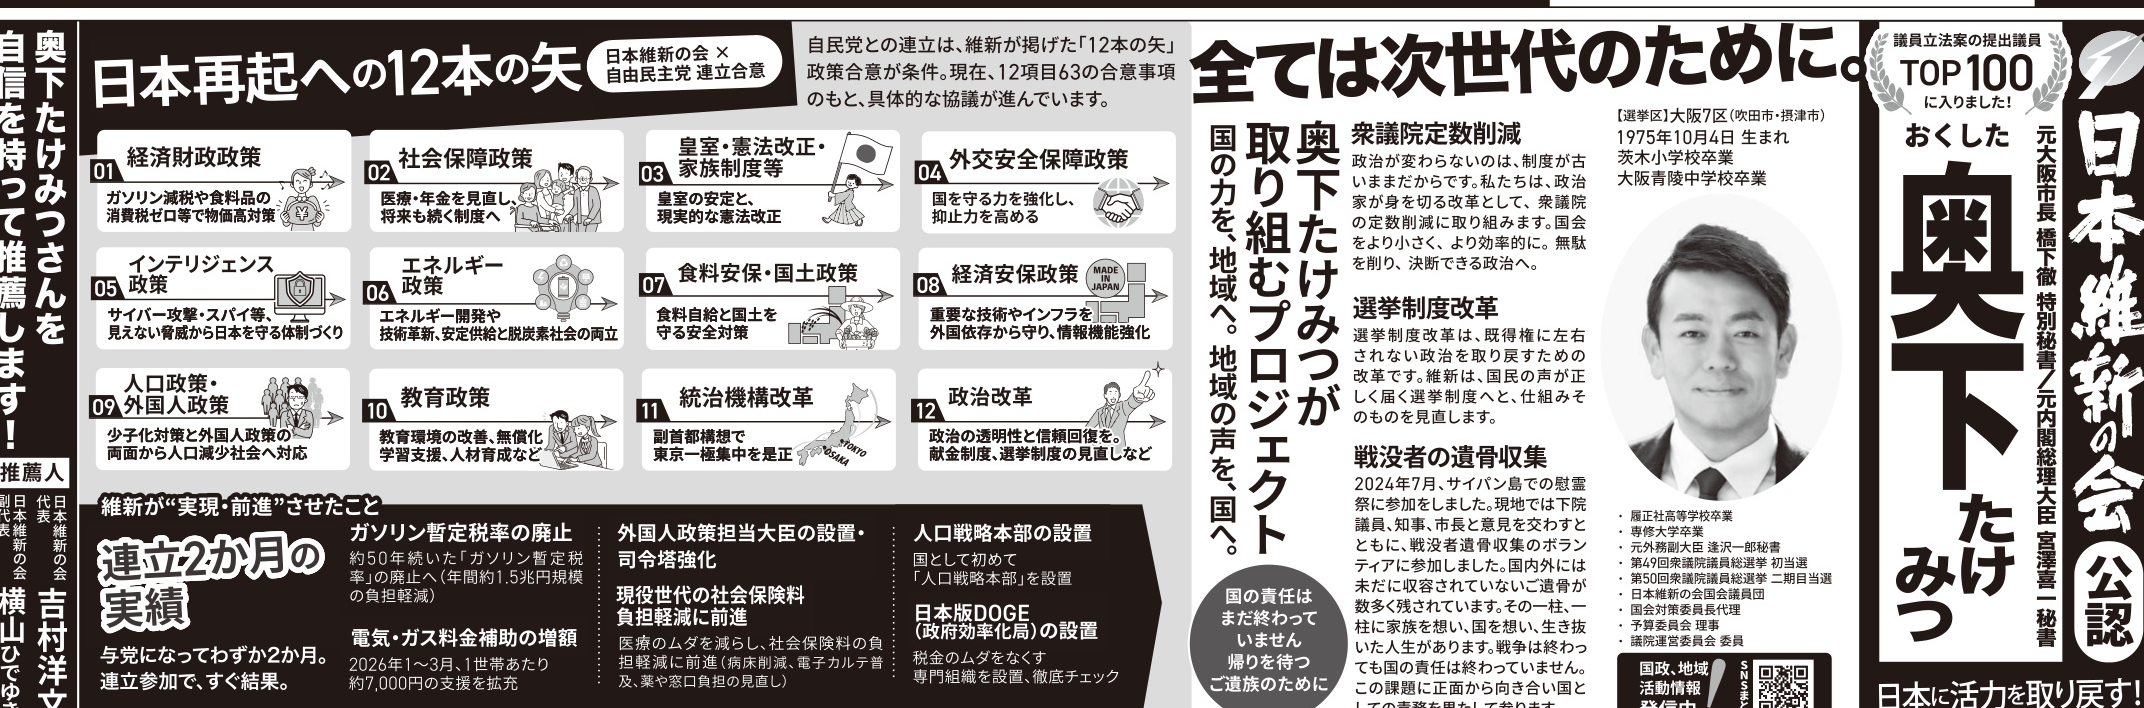 日本維新の会
公認
元大阪市長 橋下徹 特別秘書/元内閣総理大臣 宮澤喜一 秘書
議員立法案の提出議員
TOP100
に入りました!
おくした
奥下
たけ
みつ
日本に活力を取り戻す!
全ては次世代のために。
【選挙区】大阪7区(吹田市・摂津市)
1975年10月4日 生まれ
茨木小学校卒業
大阪青陵中学校卒業
・ 履正社高等学校卒業
・ 専修大学卒業
・ 元外務副大臣 逢沢一郎秘書
・ 第49回衆議院議員総選挙 初当選
・ 第50回衆議院議員総選挙 二期目当選
・ 日本維新の会国会議員団
・ 国会対策委員長代理
・ 予算委員会 理事
・ 議院運営委員会 委員
国政、地域
活動情報
発信中
SNSまと
奥下たけみつが
取り組むプロジェクト
国の力を、地域へ。地域の声を、国へ。
衆議院定数削減
政治が変わらないのは、制度が古
いままだからです。私たちは、政治
家が身を切る改革として、衆議院
の定数削減に取り組みます。国会
をより小さく、より効率的に。無駄
を削り、決断できる政治へ。
選挙制度改革
選挙制度改革は、既得権に左右
されない政治を取り戻すための
改革です。維新は、国民の声が正
しく届く選挙制度へと、仕組みそ
のものを見直します。
戦没者の遺骨収集
2024年7月、サイパン島での慰霊
祭に参加をしました。現地では下院
議員、知事、市長と意見を交わすと
ともに、戦没者遺骨収集のボラン
ティアに参加しました。国内外には
未だに収容されていないご遺骨が
数多く残されています。その一柱、一
柱に家族を想い、国を想い、生き抜
いた人生があります。戦争は終わっ
ても国の責任は終わっていません。
この課題に正面から向き合い国と
しての責務を果たして参ります。
国の責任は
まだ終わって
いません
帰りを待つ
ご遺族のために
日本再起への12本の矢
日本維新の会 ×
自由民主党 連立合意
自民党との連立は、維新が掲げた「12本の矢」
政策合意が条件。現在、12項目63の合意事項
のもと、具体的な協議が進んでいます。
01
経済財政政策
ガソリン減税や食料品の
消費税ゼロ等で物価高対策
02
社会保障政策
医療・年金を見直し、
将来も続く制度へ
03
皇室・憲法改正・
家族制度等
皇室の安定と、
現実的な憲法改正
04
外交安全保障政策
国を守る力を強化し、
抑止力を高める
05
インテリジェンス
政策
サイバー攻撃・スパイ等、
見えない脅威から日本を守る体制づくり
06
エネルギー
政策
エネルギー開発や
技術革新、安定供給と脱炭素社会の両立
07
食料安保・国土政策
食料自給と国土を
守る安全対策
08
経済安保政策
MADE
IN
JAPAN
重要な技術やインフラを
外国依存から守り、情報機能強化
09
人口政策・
外国人政策
少子化対策と外国人政策の
両面から人口減少社会へ対応
10
教育政策
教育環境の改善、無償化
学習支援、人材育成など
11
統治機構改革
副首都構想で
東京一極集中を是正
TOKYO
OSAKA
12
政治改革
政治の透明性と信頼回復を。
献金制度、選挙制度の見直しなど
維新が“実現・前進”させたこと
連立2か月の
実績
与党になってわずか2か月。
連立参加で、すぐ結果。
ガソリン暫定税率の廃止
約50年続いた「ガソリン暫定税
率」の廃止へ(年間約1.5兆円規模
の負担軽減)
電気・ガス料金補助の増額
2026年1〜3月、1世帯あたり
約7,000円の支援を拡充
外国人政策担当大臣の設置・
司令塔強化
現役世代の社会保険料
負担軽減に前進
医療のムダを減らし、社会保険料の負
担軽減に前進(病床削減、電子カルテ普
及、薬や窓口負担の見直し)
人口戦略本部の設置
国として初めて
「人口戦略本部」を設置
日本版DOGE
(政府効率化局)の設置
税金のムダをなくす
専門組織を設置、徹底チェック
奥下たけみつさんを
自信を持って推薦します!
推薦人
日本維新の会
代表
吉村洋文
日本維新の会
副代表
横山ひでゆき